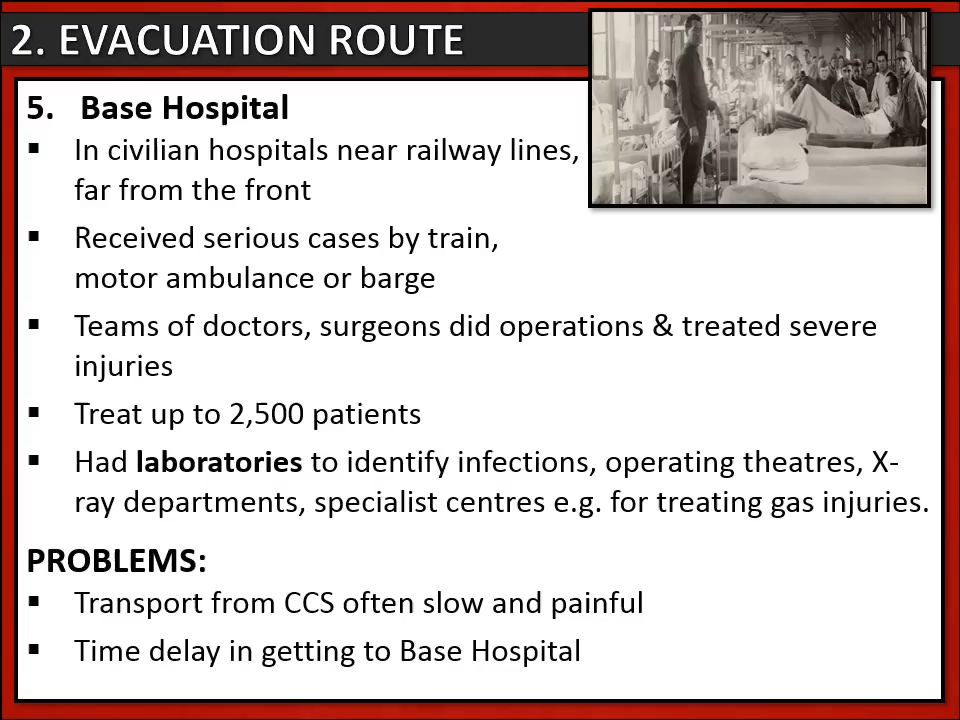 2. EVACUATION ROUTE
5. Base Hospital
▪ In civilian hospitals near railway lines,
far from the front
▪ Received serious cases by train,
motor ambulance or barge
▪ Teams of doctors, surgeons did operations & treated severe
injuries
▪ Treat up to 2,500 patients
▪ Had laboratories to identify infections, operating theatres, X-
ray departments, specialist centres e.g. for treating gas injuries.
PROBLEMS:
▪ Transport from CCS often slow and painful
▪ Time delay in getting to Base Hospital